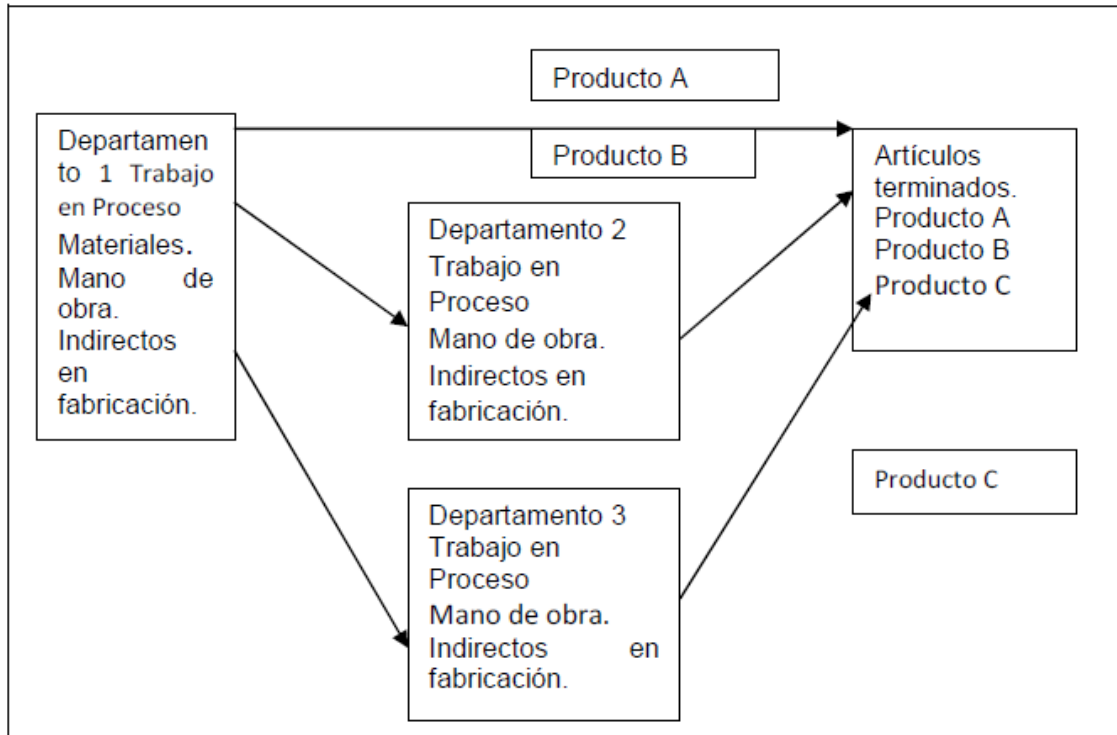 Producto A
Departamen
to 1 Trabajo
en Proceso
Materiales.
Mano de
obra.
Indirectos
en
fabricación.
Producto B
Departamento 2
Trabajo en
Proceso
Mano de obra.
Indirectos en
fabricación.
Artículos
terminados.
Producto A
Producto B
Producto C
Departamento 3
Trabajo en
Proceso
Mano de obra.
Indirectos en
fabricación.
Producto C